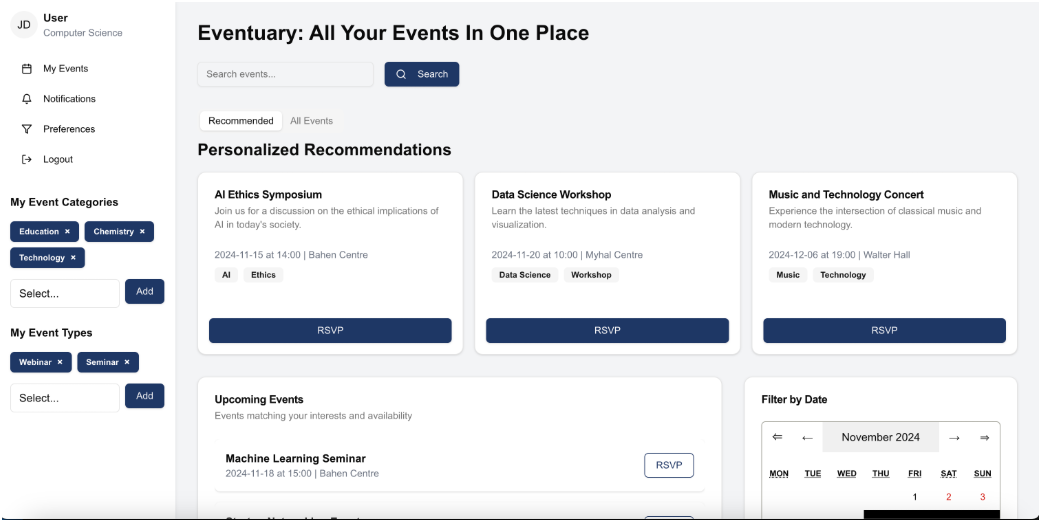 JD
User
Computer Science
My Events
Notifications
Preferences
Logout
My Event Categories
Education ×
Chemistry ×
Technology ×
Select...
Add
My Event Types
Webinar ×
Seminar ×
Select...
Add
Eventuary: All Your Events In One Place
Search events...
Search
Recommended
All Events
Personalized Recommendations
AI Ethics Symposium
Join us for a discussion on the ethical implications of
AI in today's society.
2024-11-15 at 14:00 | Bahen Centre
AI
Ethics
RSVP
Data Science Workshop
Learn the latest techniques in data analysis and
visualization.
2024-11-20 at 10:00 | Myhal Centre
Data Science
Workshop
RSVP
Music and Technology Concert
Experience the intersection of classical music and
modern technology.
2024-12-06 at 19:00 | Walter Hall
Music
Technology
RSVP
Upcoming Events
Events matching your interests and availability
Machine Learning Seminar
2024-11-18 at 15:00 | Bahen Centre
RSVP
Filter by Date
⇐ ← November 2024 → ⇒
MON TUE WED THU FRI SAT SUN
1 2 3